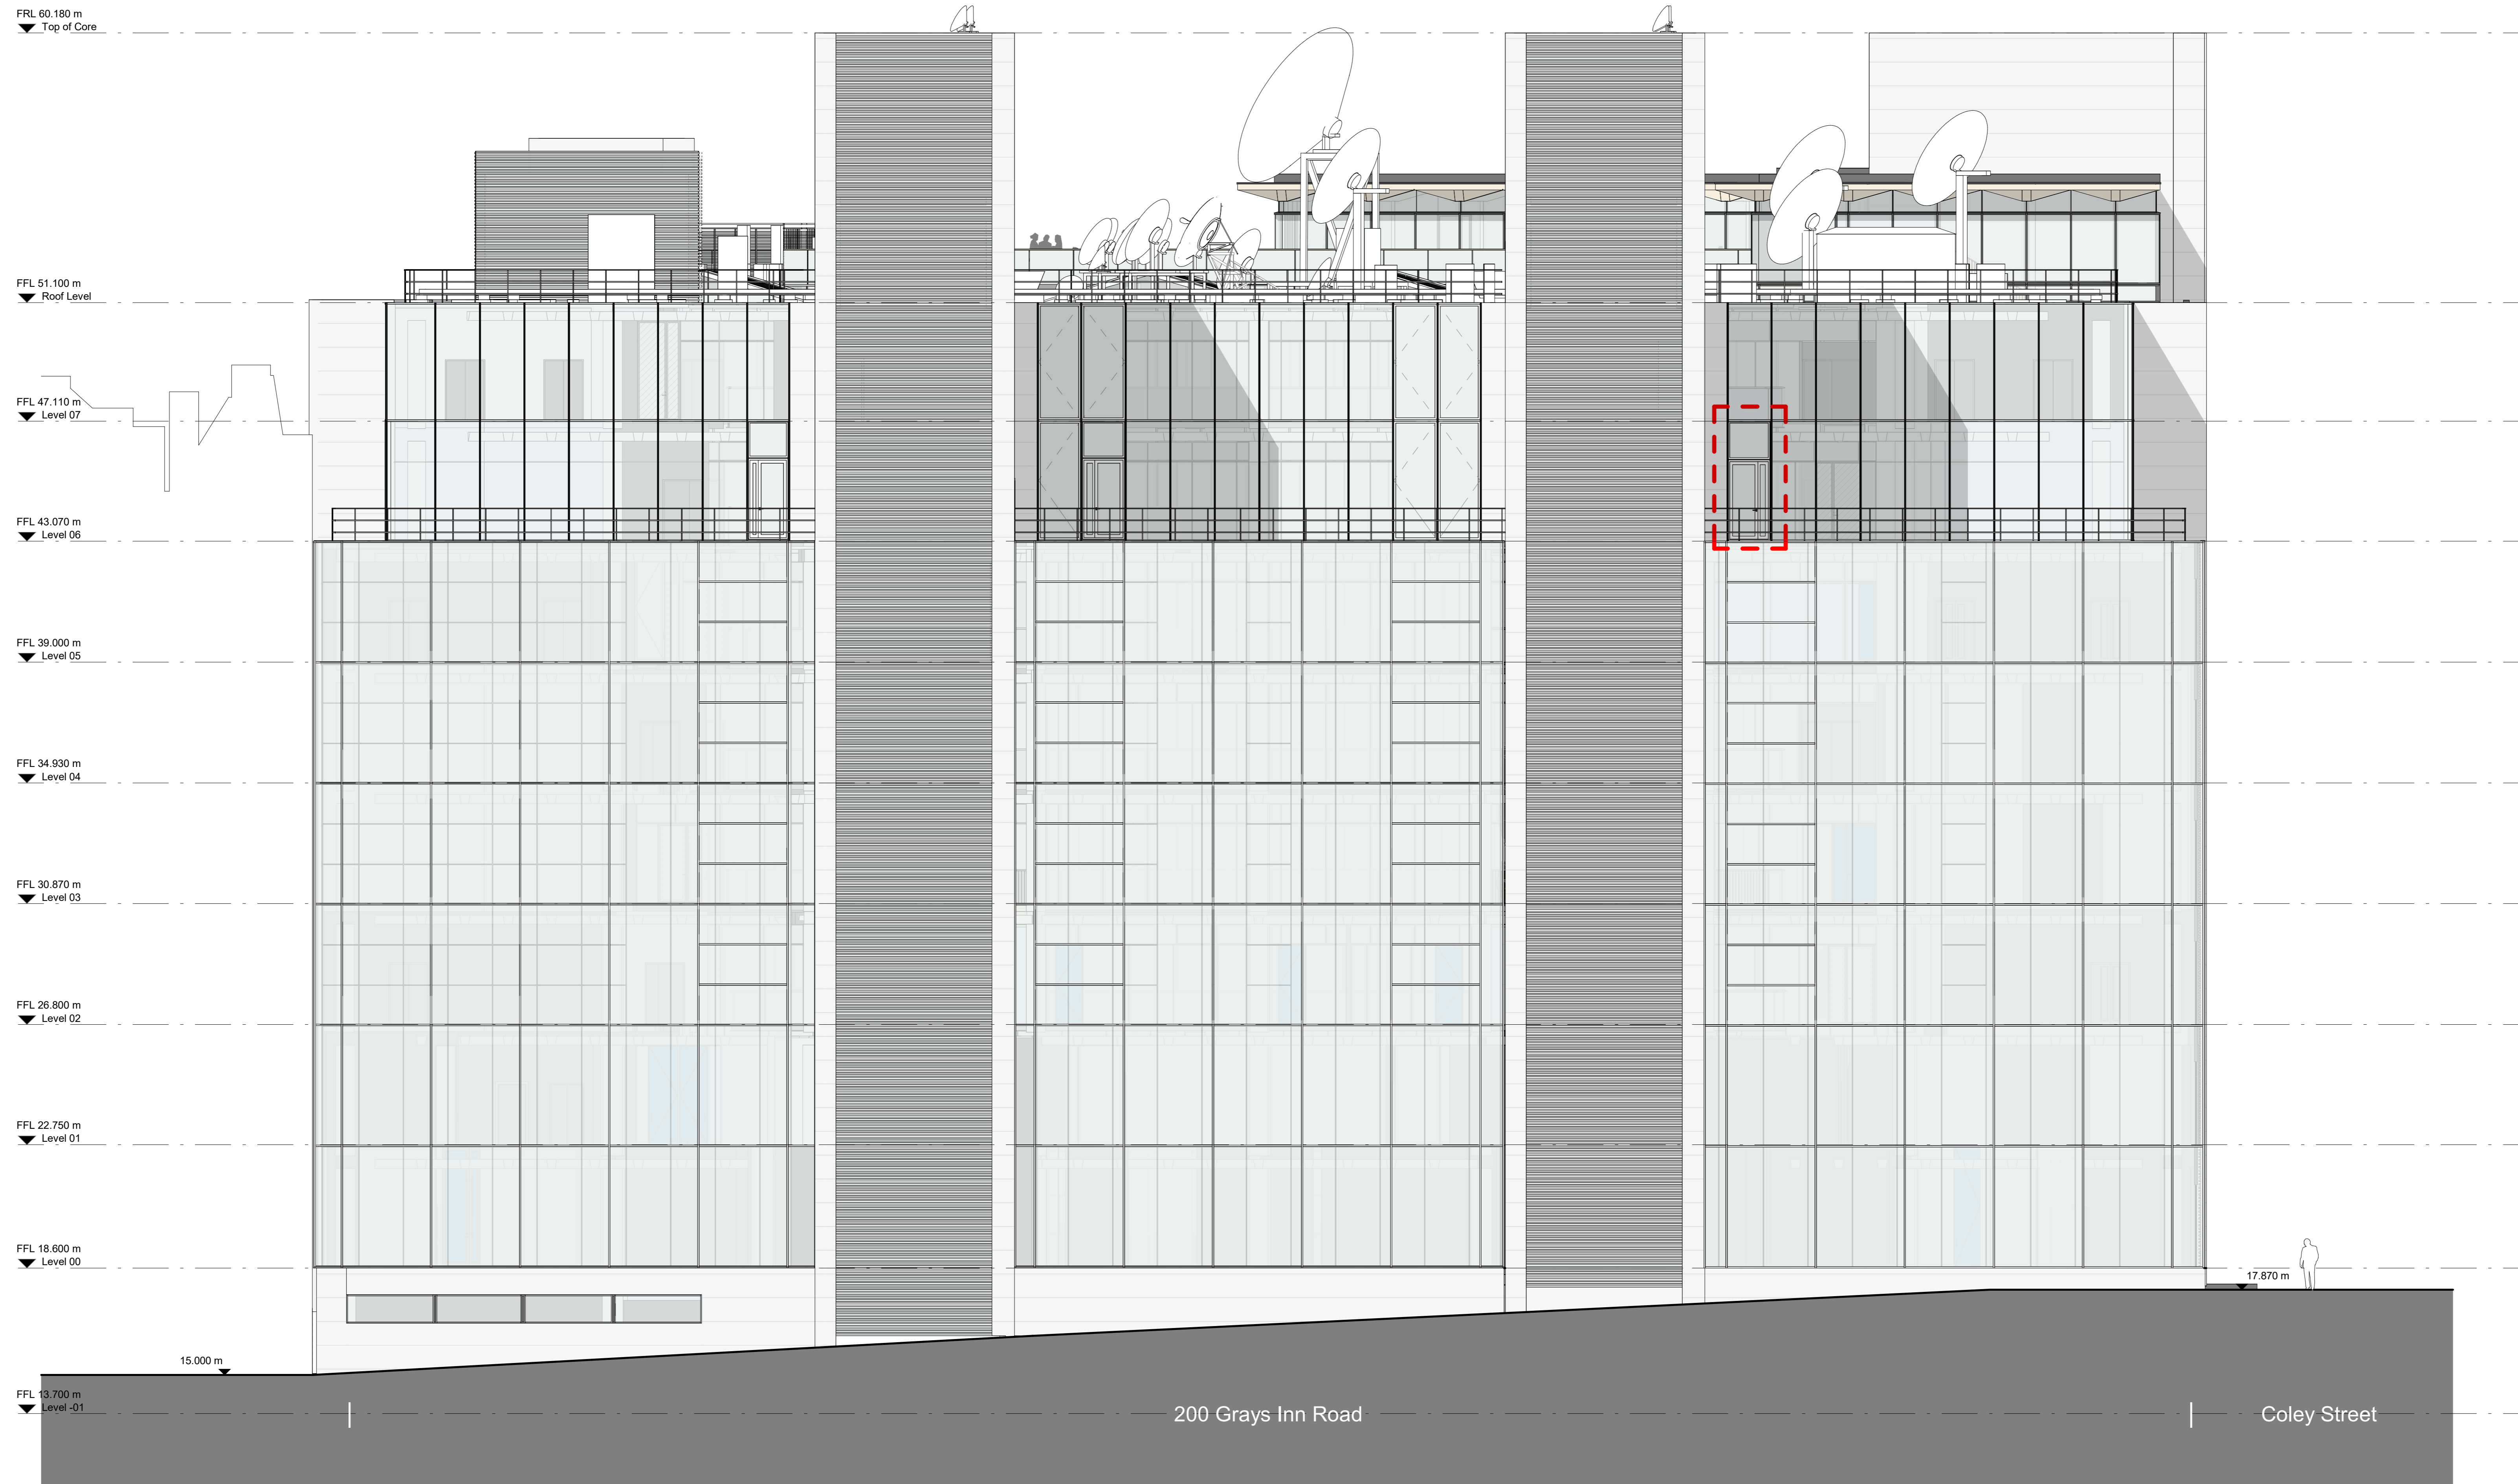 FRL 60.180 m
Top of Core
FFL 51.100 m
Roof Level
FFL 47.110 m
Level 07
FFL 43.070 m
Level 06
FFL 39.000 m
Level 05
FFL 34.930 m
Level 04
FFL 30.870 m
Level 03
FFL 26.800 m
Level 02
FFL 22.750 m
Level 01
FFL 18.600 m
Level 00
17.870 m
15.000 m
FFL 13.700 m
Level -01
200 Grays Inn Road
Coley Street